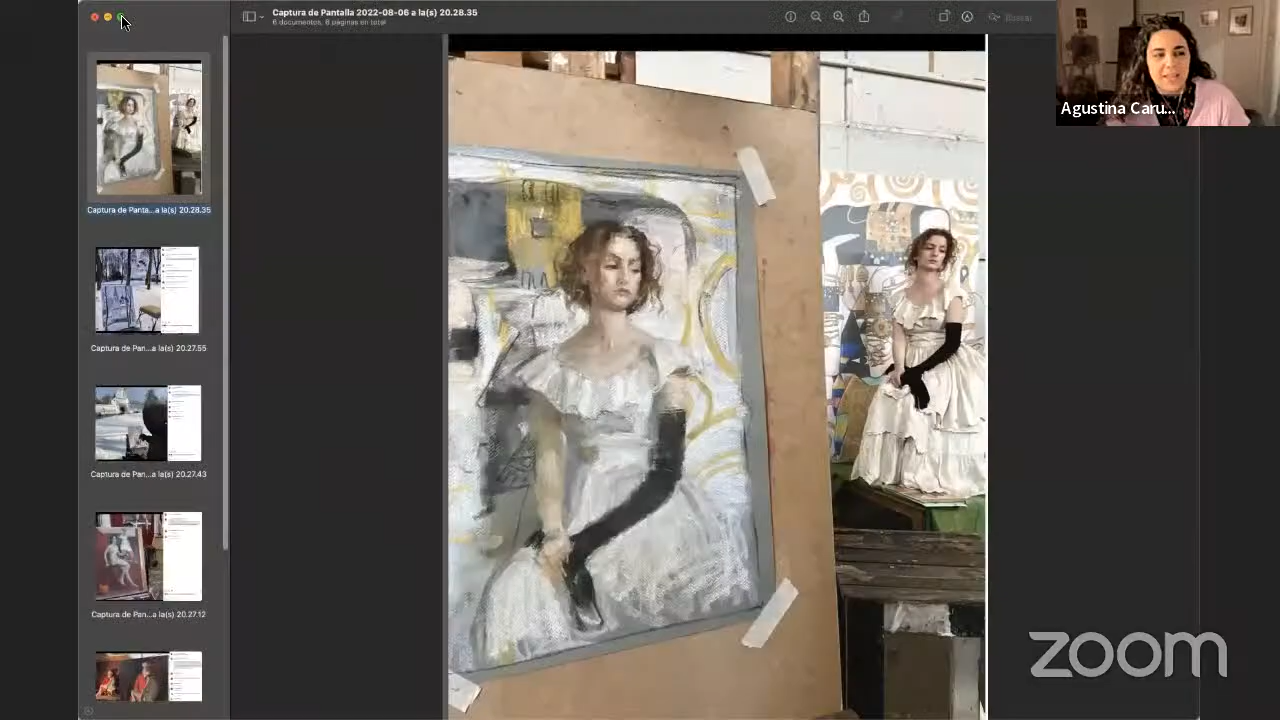 Captura de Pantalla 2022-08-06 a la(s) 20.28.35
6 documentos, 6 páginas en total
Buscar
Agustina Caru...
Captura de Panta...a la(s) 20.28.35
Captura de Pan...a la(s) 20.27.55
Captura de Pan...a la(s) 20.27.43
Captura de Pan...a la(s) 20.27.12
zoom